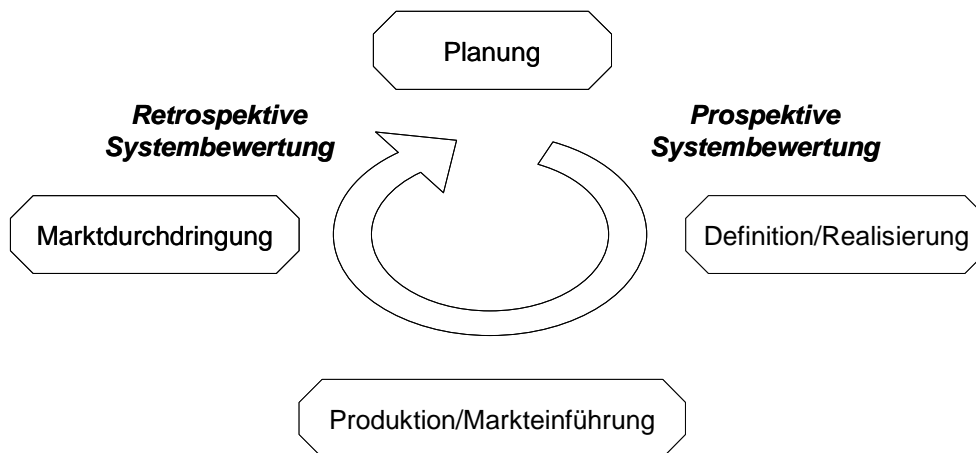 Planung
Retrospektive
Systembewertung
Prospektive
Systembewertung
Marktdurchdringung
Definition/Realisierung
Produktion/Markteinführung